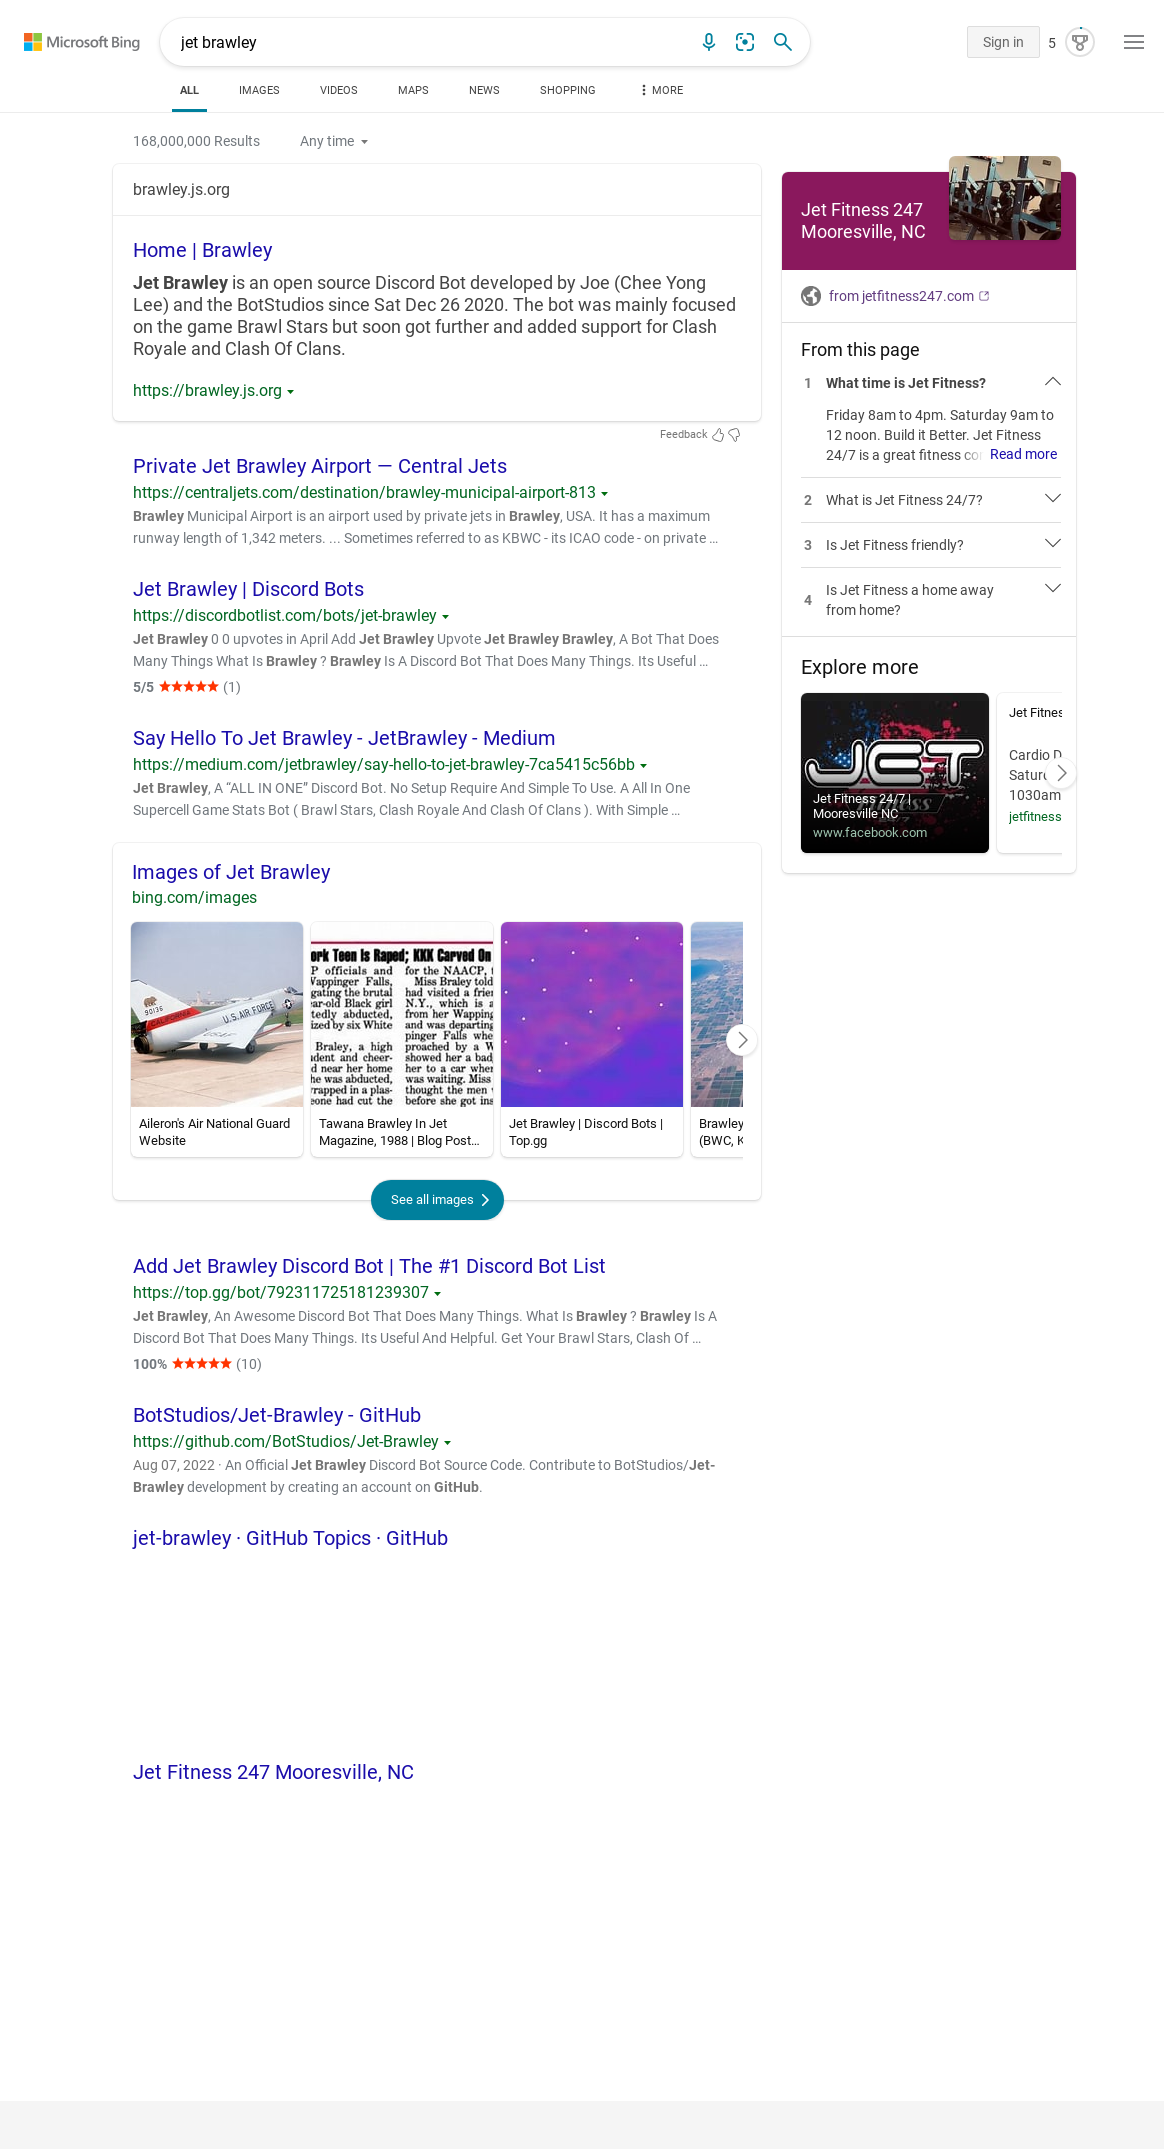 Microsoft Bing
jet brawley
Sign in
5
ALL
IMAGES
VIDEOS
MAPS
NEWS
SHOPPING
MORE
168,000,000 Results
Any time
brawley.js.org
Home | Brawley
Jet Brawley is an open source Discord Bot developed by Joe (Chee Yong
Lee) and the BotStudios since Sat Dec 26 2020. The bot was mainly focused
on the game Brawl Stars but soon got further and added support for Clash
Royale and Clash Of Clans.
https://brawley.js.org
Feedback
Private Jet Brawley Airport — Central Jets
https://centraljets.com/destination/brawley-municipal-airport-813
Brawley Municipal Airport is an airport used by private jets in Brawley, USA. It has a maximum
runway length of 1,342 meters. ... Sometimes referred to as KBWC - its ICAO code - on private …
Jet Brawley | Discord Bots
https://discordbotlist.com/bots/jet-brawley
Jet Brawley 0 0 upvotes in April Add Jet Brawley Upvote Jet Brawley Brawley, A Bot That Does
Many Things What Is Brawley ? Brawley Is A Discord Bot That Does Many Things. Its Useful …
5/5 (1)
Say Hello To Jet Brawley - JetBrawley - Medium
https://medium.com/jetbrawley/say-hello-to-jet-brawley-7ca5415c56bb
Jet Brawley, A “ALL IN ONE” Discord Bot. No Setup Require And Simple To Use. A All In One
Supercell Game Stats Bot ( Brawl Stars, Clash Royale And Clash Of Clans ). With Simple …
Images of Jet Brawley
bing.com/images
90136
CALIFORNIA
U.S. AIR FORCE
ork Teen Is Raped; KKK Carved On
P officials and
Wappinger Falls,
gating the brutal
ear-old Black girl
tedly abducted,
ized by six White
Braley, a high
udent and cheer-
d near her home
he was abducted,
rapped in a plas-
eone had cut the
for the NAACP, t
Miss Braley told
had visited a frie
N.Y., which is a
from her Wapping
and was departing
pinger Falls whe
proached by a W
showed her a bad
her to a car wher
was waiting. Miss
thought the men w
before she got ins
Aileron's Air National Guard
Website
Tawana Brawley In Jet
Magazine, 1988 | Blog Post…
Jet Brawley | Discord Bots |
Top.gg
Brawley
(BWC, K
See all images
Add Jet Brawley Discord Bot | The #1 Discord Bot List
https://top.gg/bot/792311725181239307
Jet Brawley, An Awesome Discord Bot That Does Many Things. What Is Brawley ? Brawley Is A
Discord Bot That Does Many Things. Its Useful And Helpful. Get Your Brawl Stars, Clash Of …
100% (10)
BotStudios/Jet-Brawley - GitHub
https://github.com/BotStudios/Jet-Brawley
Aug 07, 2022 · An Official Jet Brawley Discord Bot Source Code. Contribute to BotStudios/Jet-
Brawley development by creating an account on GitHub.
jet-brawley · GitHub Topics · GitHub
Jet Fitness 247 Mooresville, NC
Jet Fitness 247
Mooresville, NC
from jetfitness247.com
From this page
1 What time is Jet Fitness?
Friday 8am to 4pm. Saturday 9am to
12 noon. Build it Better. Jet Fitness
24/7 is a great fitness co Read more
2 What is Jet Fitness 24/7?
3 Is Jet Fitness friendly?
4 Is Jet Fitness a home away
from home?
Explore more
JET
Fitness
Jet Fitness 24/7 |
Mooresville NC
www.facebook.com
Jet Fitnes
Cardio D
Satur
1030am
jetfitness